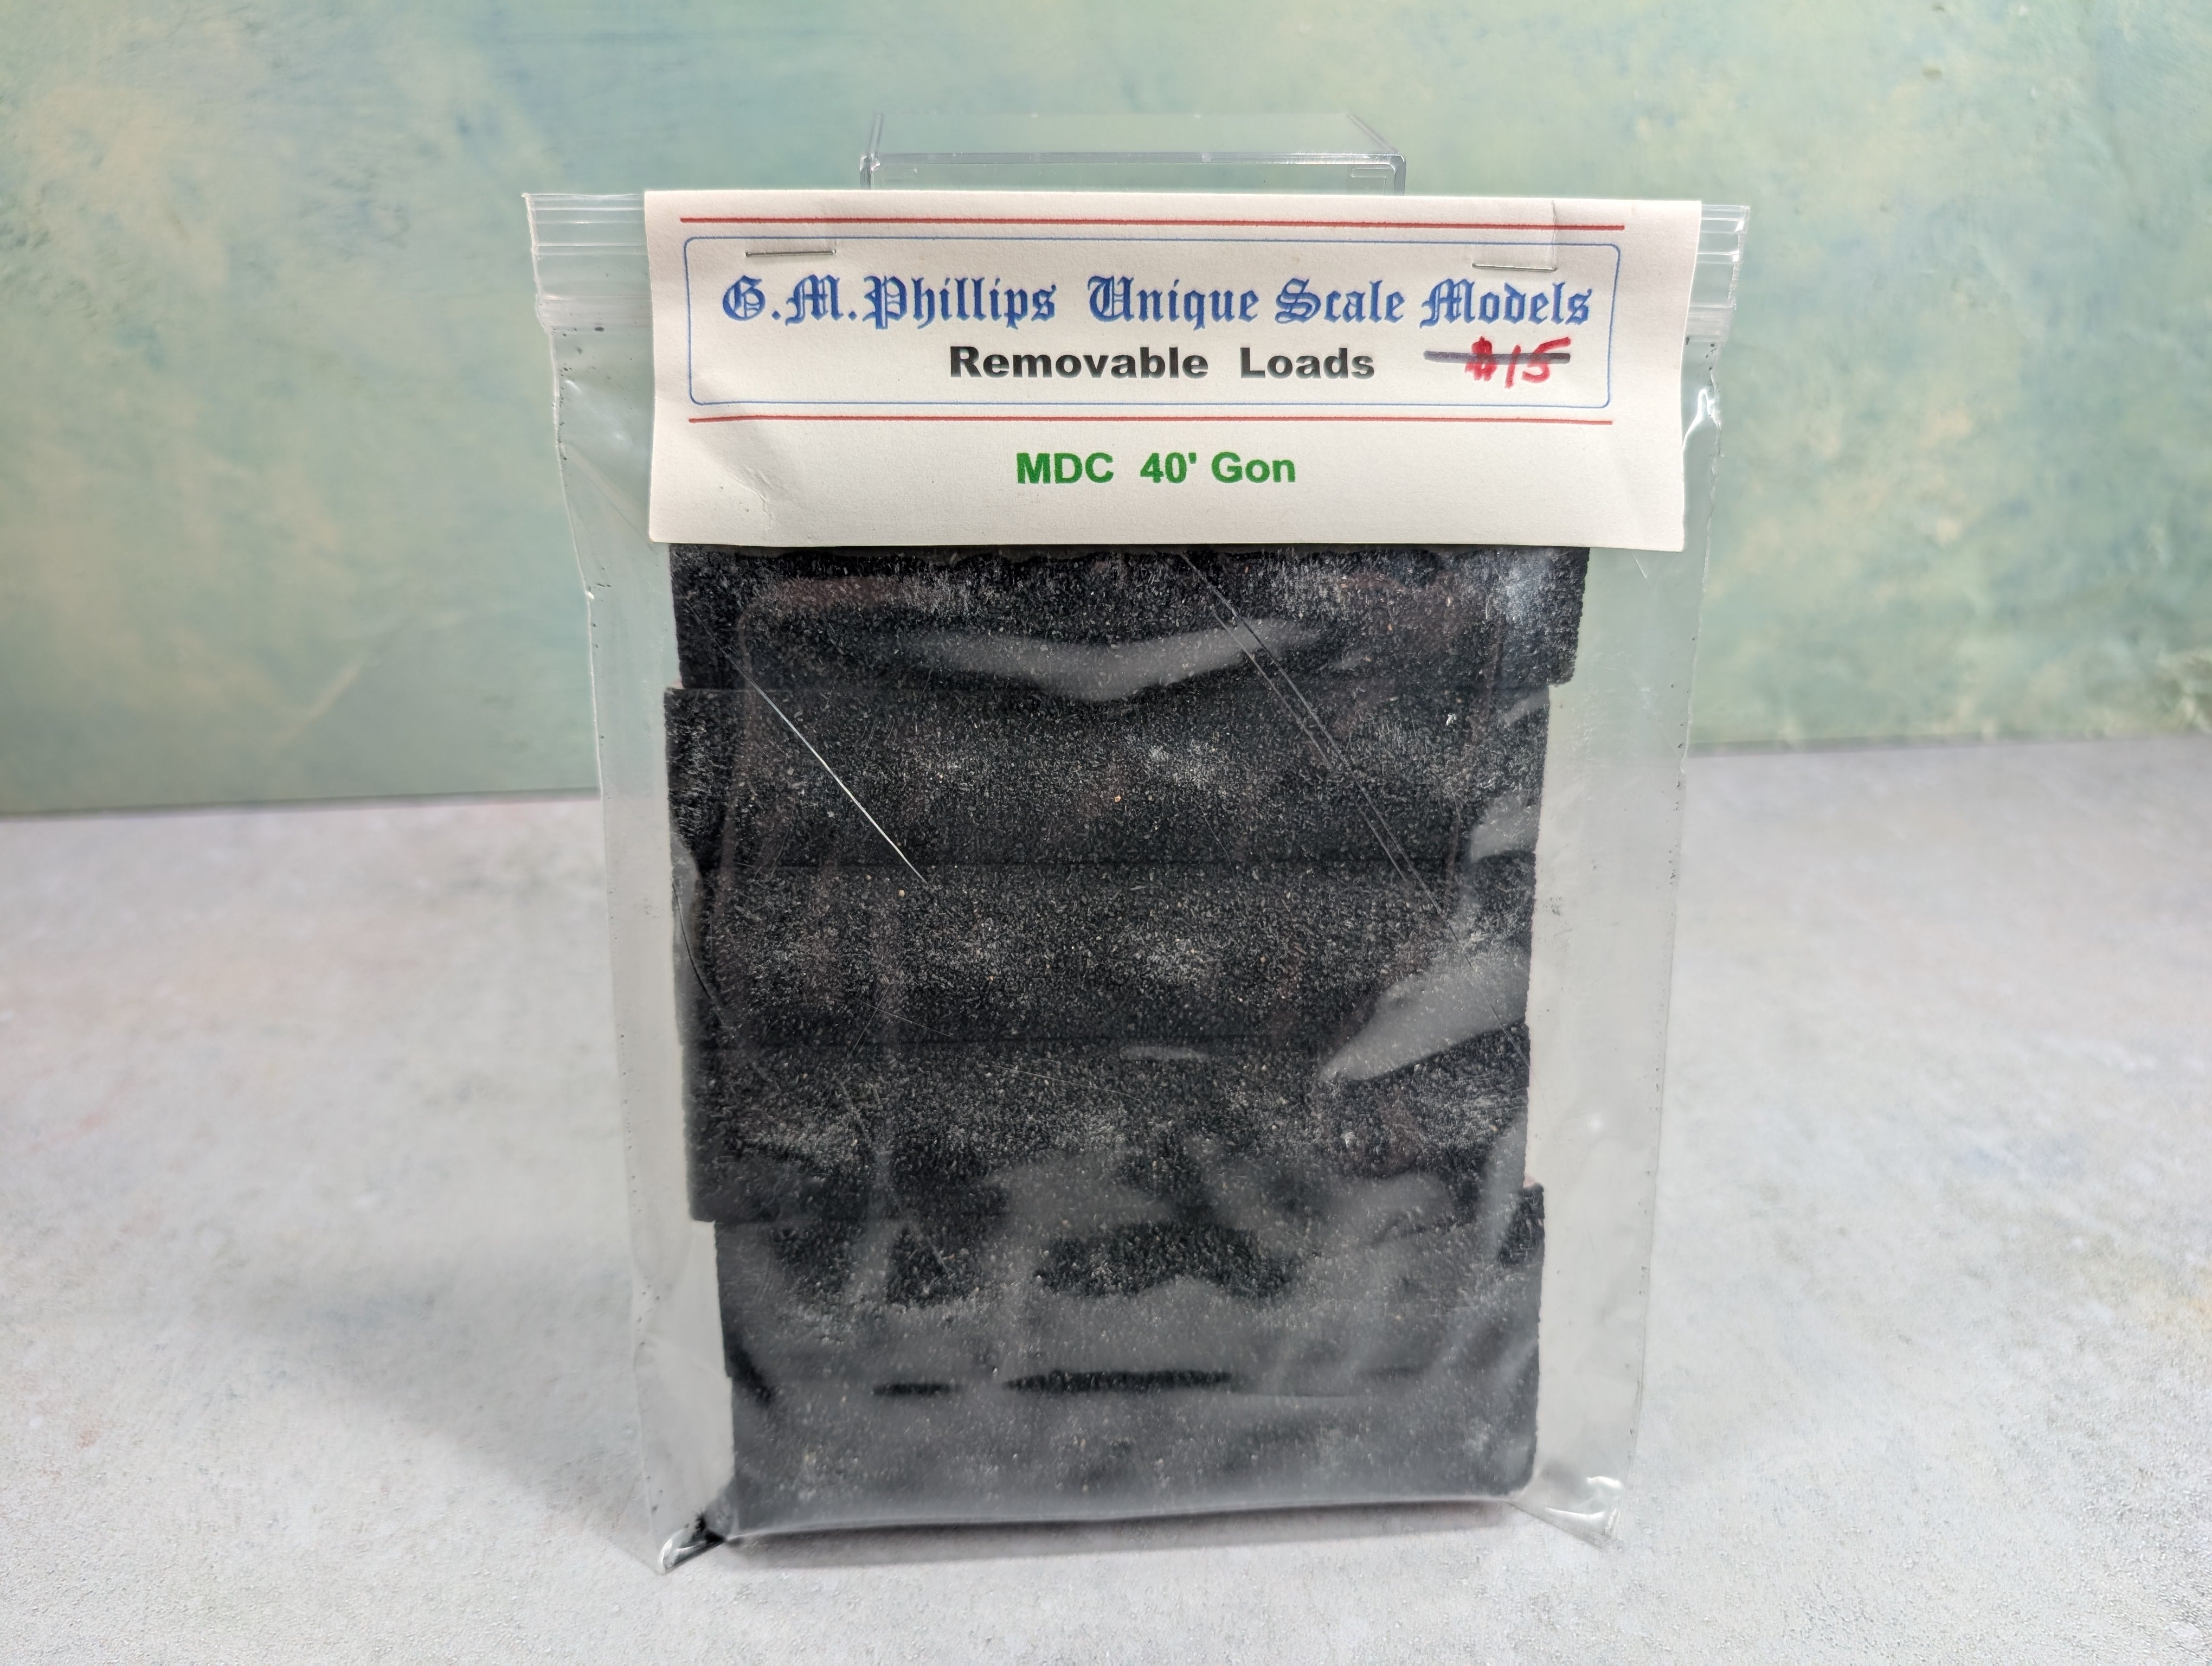 G.M.Phillips Unique Scale Models
Removable Loads $15
MDC 40' Gon